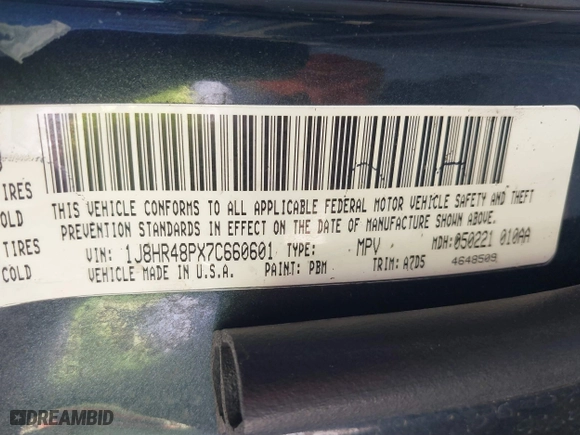 TIRES
COLD
TIRES
COLD
THIS VEHICLE CONFORMS TO ALL APPLICABLE FEDERAL MOTOR VEHICLE SAFETY AND THEFT
PREVENTION STANDARDS IN EFFECT ON THE DATE OF MANUFACTURE SHOWN ABOVE.
VIN: 1J8HR48PX7C660601 TYPE: MPV MDH: 050221 010AA
VEHICLE MADE IN U.S.A. PAINT: PBM TRIM: A7D5 4648509
DREAMBID